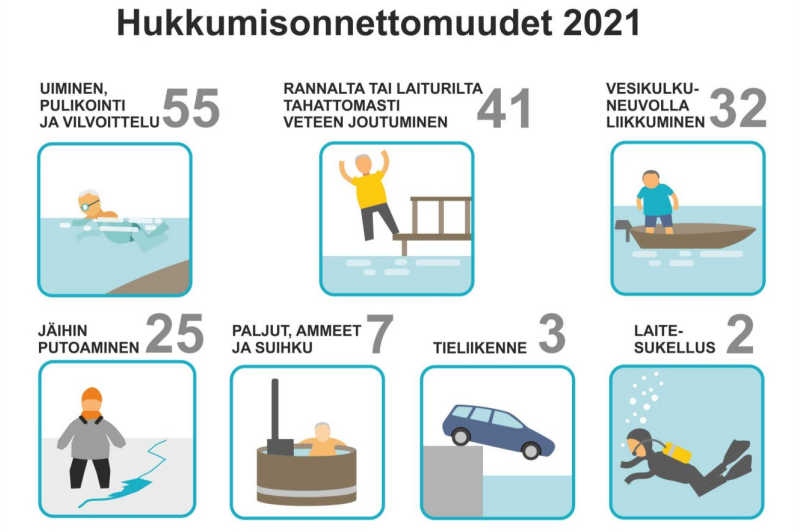 Hukkumisonnettomuudet 2021
UIMINEN,
PULIKOINTI
JA VILVOITTELU 55
RANNALTA TAI LAITURILTA
TAHATTOMASTI
VETEEN JOUTUMINEN 41
VESIKULKU-
NEUVOLLA
LIIKKUMINEN 32
JÄIHIN
PUTOAMINEN 25
PALJUT, AMMEET
JA SUIHKU 7
TIELIIKENNE 3
LAITE-
SUKELLUS 2